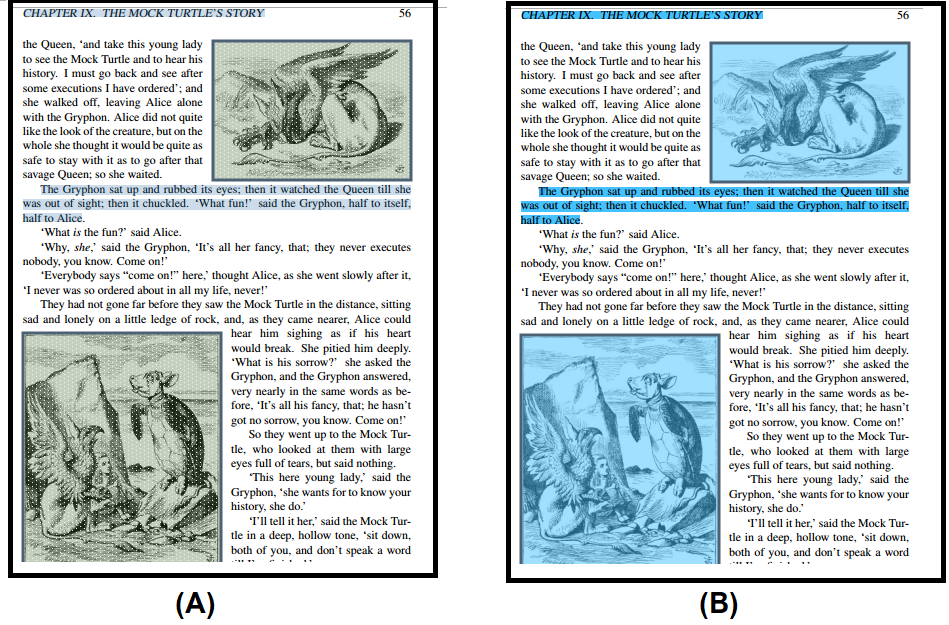 CHAPTER IX. THE MOCK TURTLE'S STORY 56
the Queen, ‘and take this young lady
to see the Mock Turtle and to hear his
history. I must go back and see after
some executions I have ordered’; and
she walked off, leaving Alice alone
with the Gryphon. Alice did not quite
like the look of the creature, but on the
whole she thought it would be quite as
safe to stay with it as to go after that
savage Queen; so she waited.
The Gryphon sat up and rubbed its eyes; then it watched the Queen till she
was out of sight; then it chuckled. ‘What fun!’ said the Gryphon, half to itself,
half to Alice.
‘What is the fun?’ said Alice.
‘Why, she,’ said the Gryphon, ‘It’s all her fancy, that; they never executes
nobody, you know. Come on!’
‘Everybody says “come on!” here,’ thought Alice, as she went slowly after it,
‘I never was so ordered about in all my life, never!’
They had not gone far before they saw the Mock Turtle in the distance, sitting
sad and lonely on a little ledge of rock, and, as they came nearer, Alice could
hear him sighing as if his heart
would break. She pitied him deeply.
‘What is his sorrow?’ she asked the
Gryphon, and the Gryphon answered,
very nearly in the same words as be-
fore, ‘It’s all his fancy, that; he hasn’t
got no sorrow, you know. Come on!’
So they went up to the Mock Tur-
tle, who looked at them with large
eyes full of tears, but said nothing.
‘This here young lady,’ said the
Gryphon, ‘she wants for to know your
history, she do.’
‘I’ll tell it her,’ said the Mock Tur-
tle in a deep, hollow tone, ‘sit down,
both of you, and don’t speak a word
(A)
CHAPTER IX. THE MOCK TURTLE'S STORY 56
the Queen, ‘and take this young lady
to see the Mock Turtle and to hear his
history. I must go back and see after
some executions I have ordered’; and
she walked off, leaving Alice alone
with the Gryphon. Alice did not quite
like the look of the creature, but on the
whole she thought it would be quite as
safe to stay with it as to go after that
savage Queen; so she waited.
The Gryphon sat up and rubbed its eyes; then it watched the Queen till she
was out of sight; then it chuckled. ‘What fun!’ said the Gryphon, half to itself,
half to Alice.
‘What is the fun?’ said Alice.
‘Why, she,’ said the Gryphon, ‘It’s all her fancy, that; they never executes
nobody, you know. Come on!’
‘Everybody says “come on!” here,’ thought Alice, as she went slowly after it,
‘I never was so ordered about in all my life, never!’
They had not gone far before they saw the Mock Turtle in the distance, sitting
sad and lonely on a little ledge of rock, and, as they came nearer, Alice could
hear him sighing as if his heart
would break. She pitied him deeply.
‘What is his sorrow?’ she asked the
Gryphon, and the Gryphon answered,
very nearly in the same words as be-
fore, ‘It’s all his fancy, that; he hasn’t
got no sorrow, you know. Come on!’
So they went up to the Mock Tur-
tle, who looked at them with large
eyes full of tears, but said nothing.
‘This here young lady,’ said the
Gryphon, ‘she wants for to know your
history, she do.’
‘I’ll tell it her,’ said the Mock Tur-
tle in a deep, hollow tone, ‘sit down,
both of you, and don’t speak a word
(B)